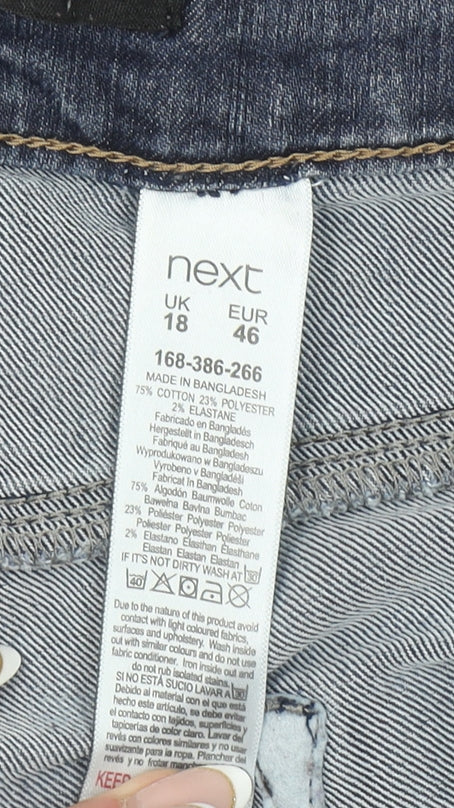 next
UK EUR
18 46
168-386-266
MADE IN BANGLADESH
75% COTTON 23% POLYESTER
2% ELASTANE
Fabricado en Bangladés
Hergestellt in Bangladesch
Fabriqué au Bangladesh
Wyprodukowano w Bangladeszu
Vyrobeno v Bangladéši
Fabricat în Bangladesh
75% Algodón Baumwolle Coton
Bawełna Bavlna Bumbac
23% Poliéster Polyester Polyester
Poliester Polyester Poliester
2% Elastano Elasthan Élasthanne
Elastan Elastan Elastan
IF IT'S NOT DIRTY WASH AT 30
40
Due to the nature of this product avoid
contact with light coloured fabrics,
surfaces and upholstery. Wash inside
out with similar colours and do not use
fabric conditioner. Iron inside out and
do not rub isolated stains.
SI NO ESTÁ SUCIO LAVAR A 30
Debido al material con el que está
hecho este artículo, se debe evitar
el contacto con tejidos, superficies y
tapicerías de color claro. Lavar del
revés con colores similares y no usar
suavizante para la ropa. Planchar del
revés y no frotar
KEEP